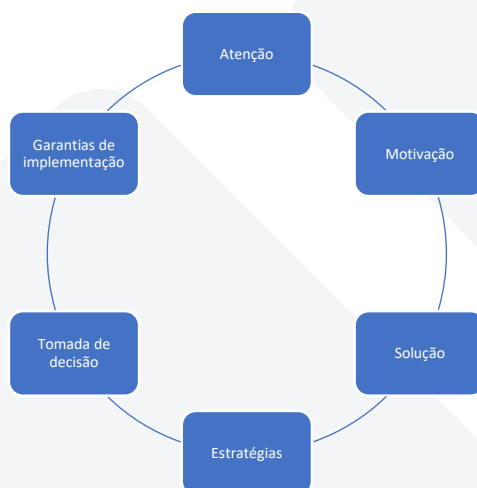 Atenção
Motivação
Solução
Estratégias
Tomada de
decisão
Garantias de
implementação